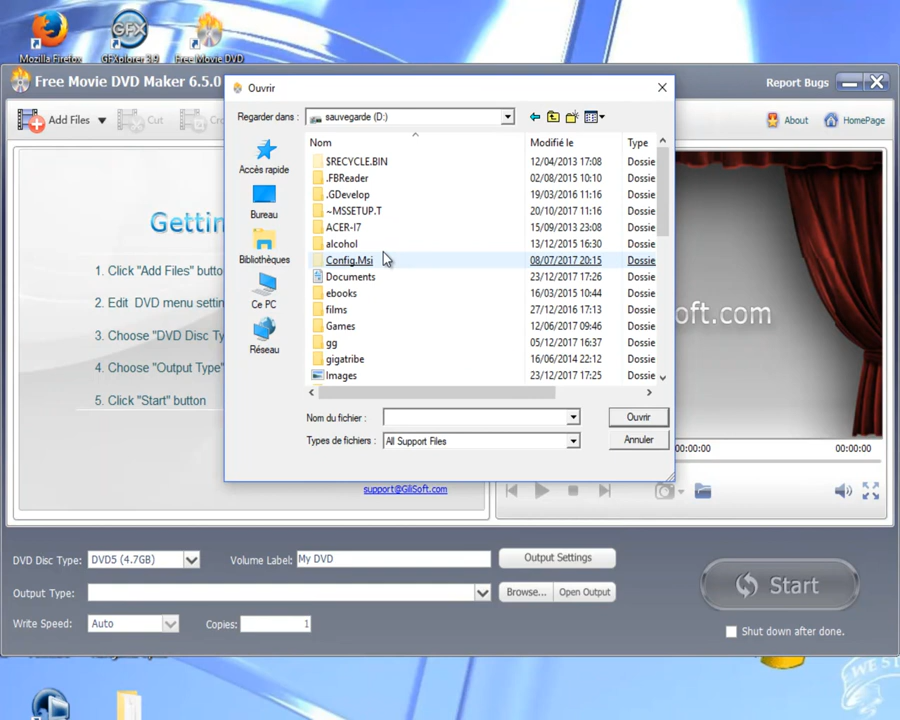 Mozilla Firefox
GFXplorer 3.9
Free Movie DVD
Free Movie DVD Maker 6.5.0
Report Bugs
Add Files
Cut
About
HomePage
Ouvrir
Regarder dans :
sauvegarde (D:)
Accès rapide
Bureau
Bibliothèques
Ce PC
Réseau
Nom
Modifié le
Type
$RECYCLE.BIN 12/04/2013 17:08 Dossie
.FBReader 02/08/2015 10:10 Dossie
.GDevelop 19/03/2016 11:16 Dossie
~MSSETUP.T 20/10/2017 11:16 Dossie
ACER-I7 15/09/2013 23:08 Dossie
alcohol 13/12/2015 16:30 Dossie
Config.Msi 08/07/2017 20:15 Dossie
Documents 23/12/2017 17:26 Dossie
ebooks 16/03/2015 10:44 Dossie
films 27/12/2016 17:13 Dossie
Games 12/06/2017 09:46 Dossie
gg 05/12/2017 16:37 Dossie
gigatribe 16/06/2014 22:12 Dossie
Images 23/12/2017 17:25 Dossie
Nom du fichier :
Ouvrir
Types de fichiers :
All Support Files
Annuler
Getting
1. Click "Add Files" butto
2. Edit DVD menu settin
3. Choose "DVD Disc Ty
4. Choose "Output Type"
5. Click "Start" button
support@GiliSoft.com
oft.com
00:00:00
00:00:00
DVD Disc Type:
DVD5 (4.7GB)
Volume Label:
My DVD
Output Settings
Output Type:
Browse...
Open Output
Write Speed:
Auto
Copies:
1
Start
Shut down after done.
WEST